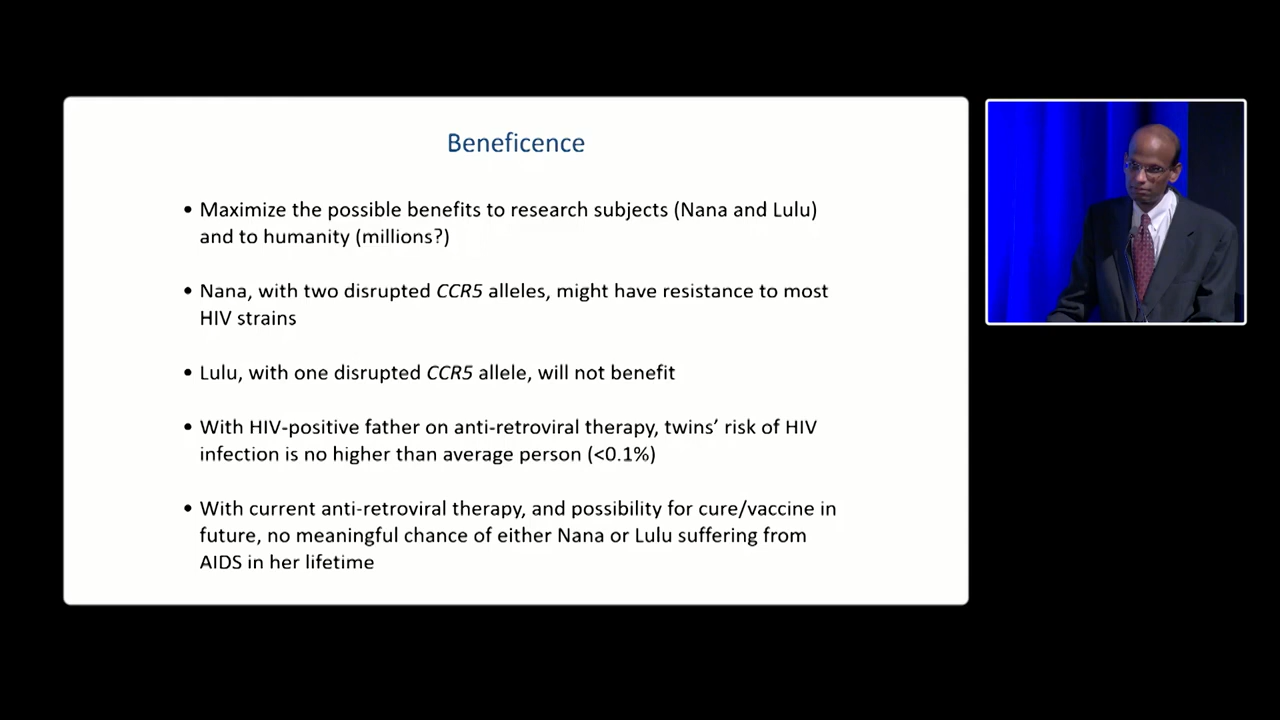 Beneficence
• Maximize the possible benefits to research subjects (Nana and Lulu)
and to humanity (millions?)
• Nana, with two disrupted CCR5 alleles, might have resistance to most
HIV strains
• Lulu, with one disrupted CCR5 allele, will not benefit
• With HIV-positive father on anti-retroviral therapy, twins’ risk of HIV
infection is no higher than average person (<0.1%)
• With current anti-retroviral therapy, and possibility for cure/vaccine in
future, no meaningful chance of either Nana or Lulu suffering from
AIDS in her lifetime